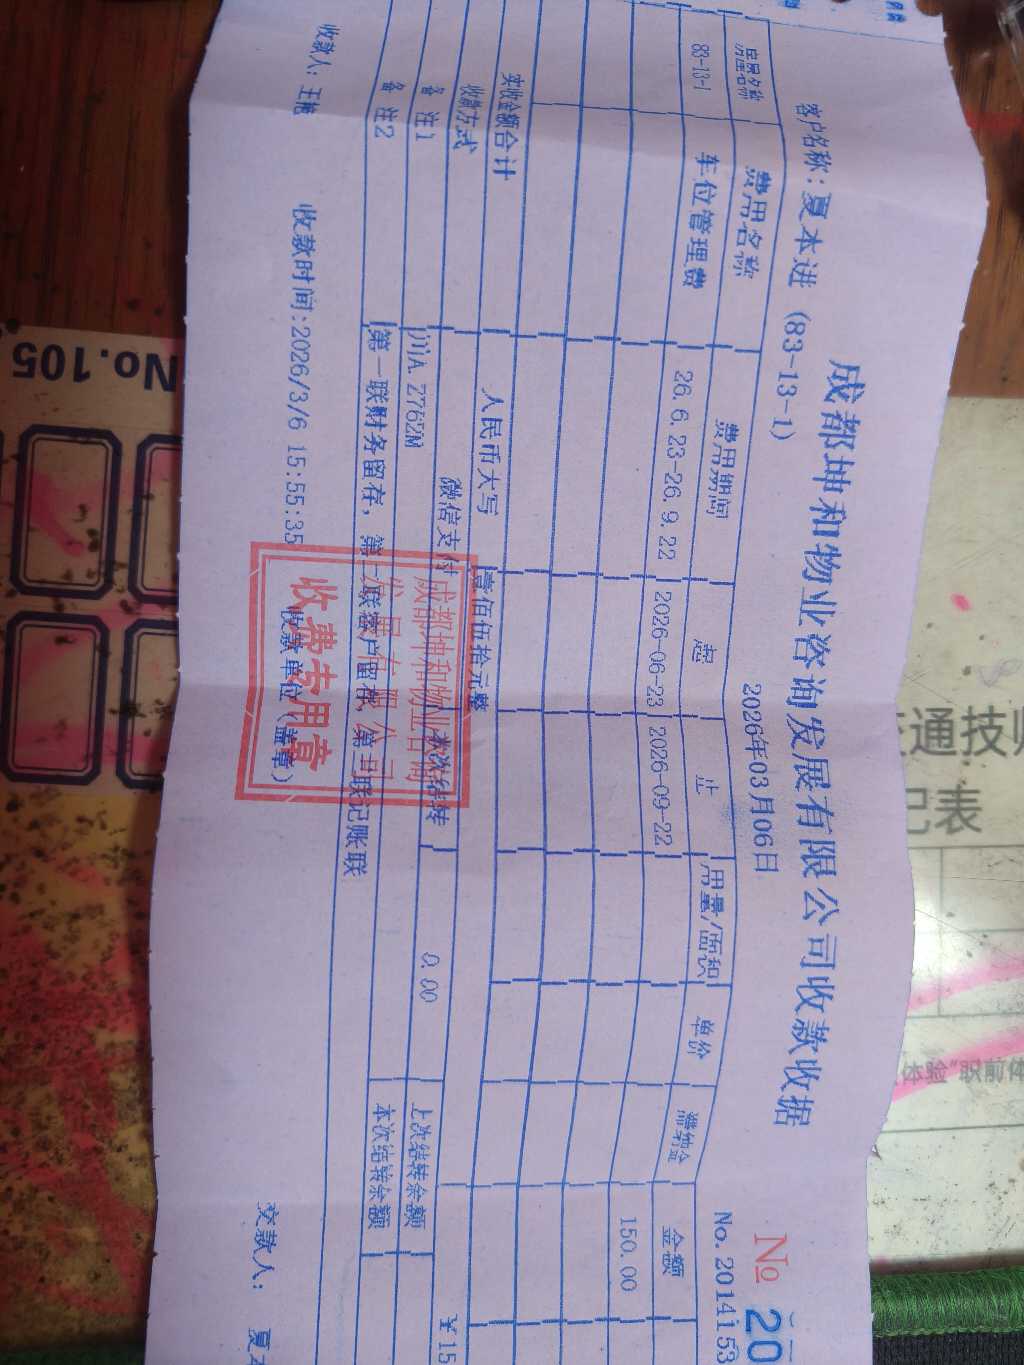 成都坤和物业咨询发展有限公司收款收据
№ 20
客户名称：夏本进 (83-13-1)
2026年03月06日
No.2014153
房屋名称 费用名称 费用期间 起 止 用量/面积 单价 滞纳金 金额
83-13-1 车位管理费 26.6.23-26.9.22 2026-06-23 2026-09-22 150.00
实收金额合计 人民币大写 壹佰伍拾元整 ¥15
收款方式 微信支付 本次结转 0.00 上次结转余额
备 注1 川A Z762M 本次结转余额
备 注2 第一联财务留存，第二联客户留存，第三联记账联
收款人：王艳 收款时间：2026/3/6 15:55:35 收款单位（盖章） 交款人： 夏本
成都坤和物业咨询
发展有限公司
收费专用章
No.105
交通技师
记表
体验"职前体